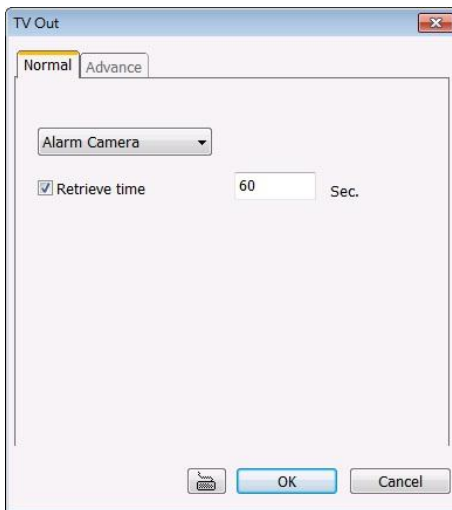 TV Out
Normal Advance
Alarm Camera
Retrieve time 60 Sec.
OK Cancel